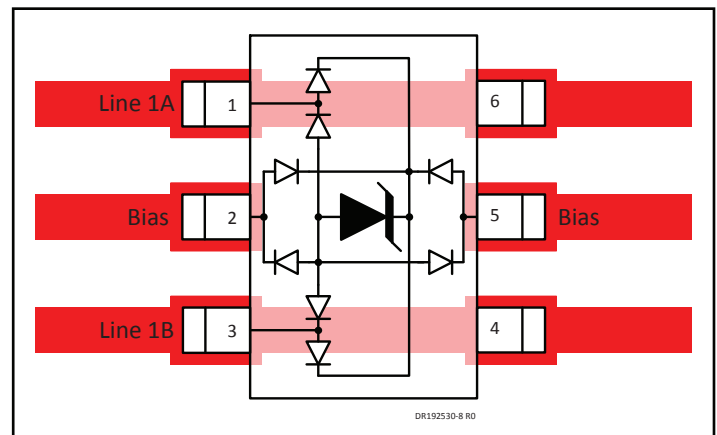 Line 1A 1 6
Bias 2 5 Bias
Line 1B 3 4
DR192530-8 R0